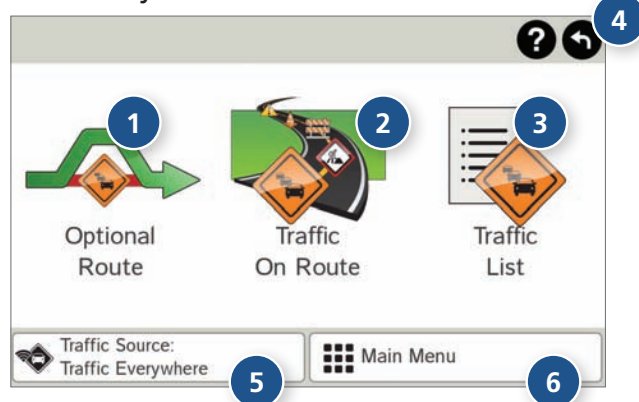 ?
4
1
2
3
Optional
Route
Traffic
On Route
Traffic
List
Traffic Source:
Traffic Everywhere
5
Main Menu
6